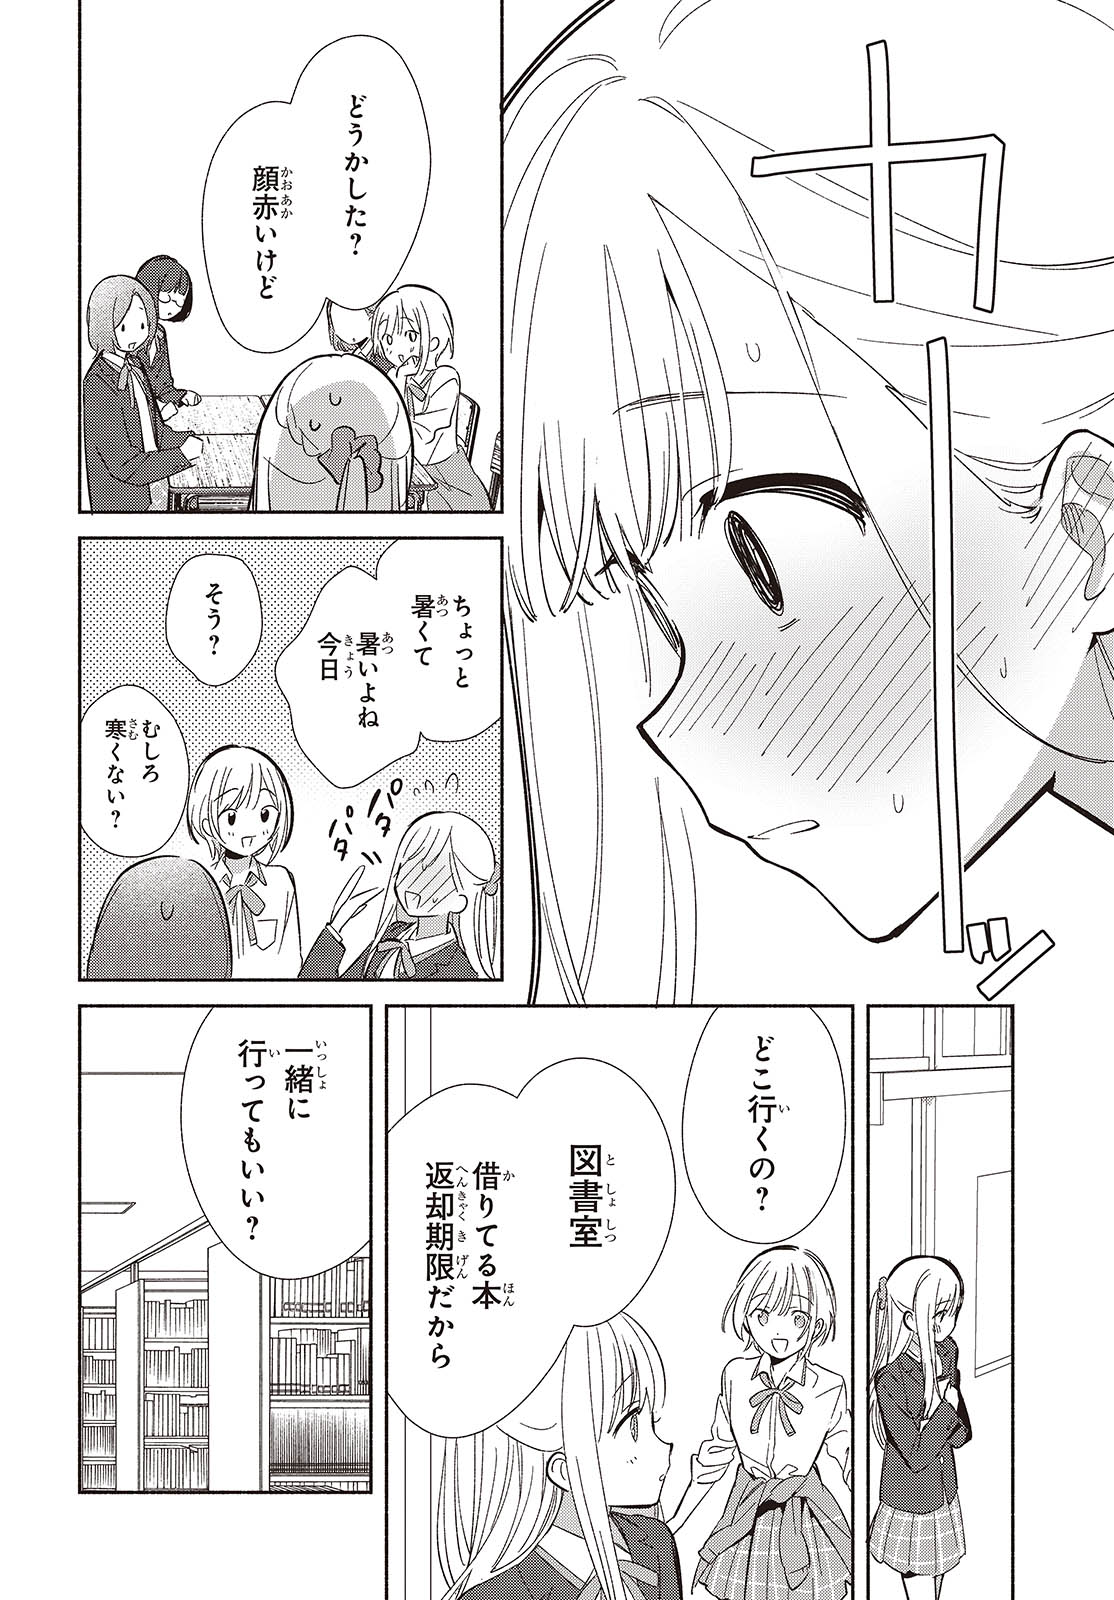 カーッ
どうかした?
顔赤いけど
ちょっと
暑くて
暑いよね
今日
パタ
パタ
そう?
むしろ
寒くない?
どこ行くの?
図書室
借りてる本
返却期限だから
一緒に
行ってもいい?